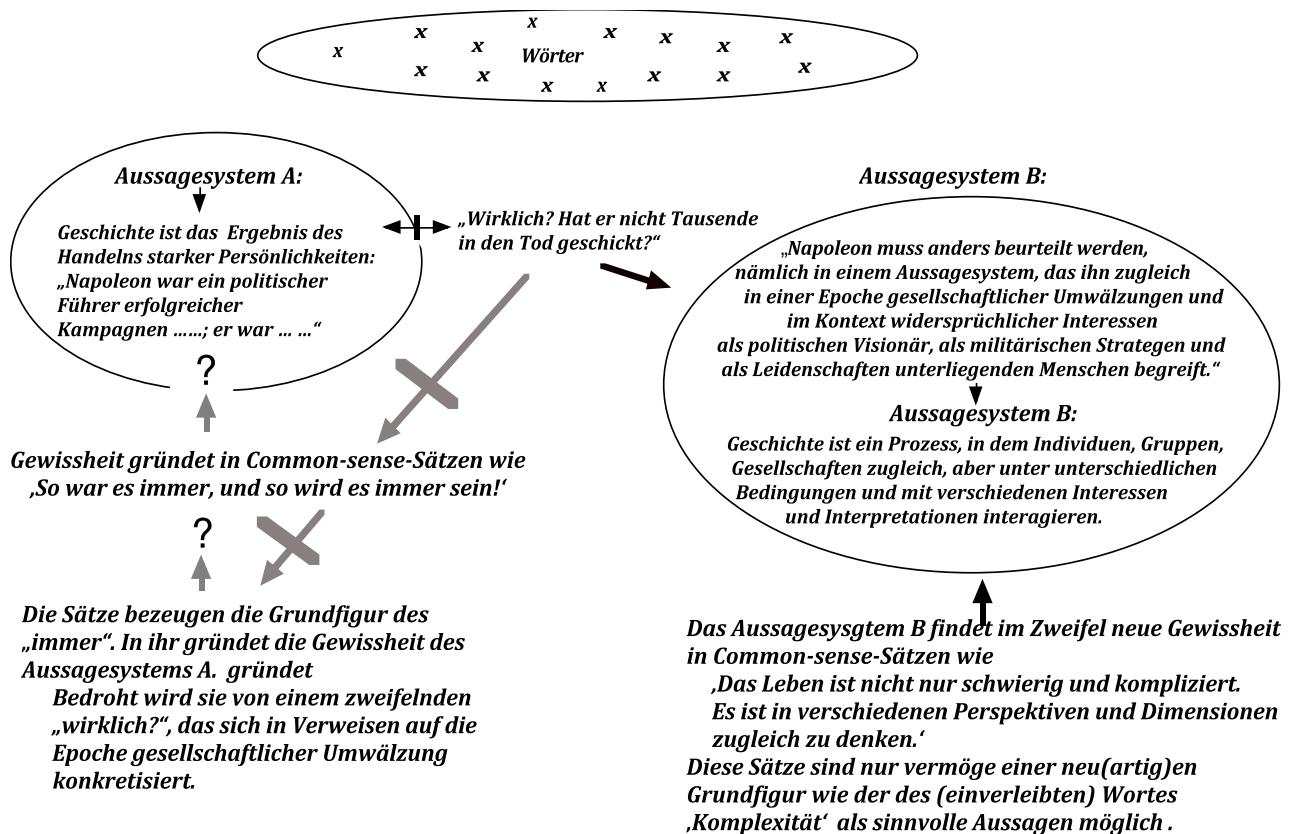 x
x x x x x
x x Wörter x
x x x x x
x x
Aussagesystem A:
Geschichte ist das Ergebnis des
Handelns starker Persönlichkeiten:
„Napoleon war ein politischer
Führer erfolgreicher
Kampagnen ……; er war … …“
?
„Wirklich? Hat er nicht Tausende
in den Tod geschickt?“
Gewissheit gründet in Common-sense-Sätzen wie
‚So war es immer, und so wird es immer sein!‘
?
Die Sätze bezeugen die Grundfigur des
„immer“. In ihr gründet die Gewissheit des
Aussagesystems A. gründet
Bedroht wird sie von einem zweifelnden
„wirklich?“, das sich in Verweisen auf die
Epoche gesellschaftlicher Umwälzung
konkretisiert.
Aussagesystem B:
„Napoleon muss anders beurteilt werden,
nämlich in einem Aussagesystem, das ihn zugleich
in einer Epoche gesellschaftlicher Umwälzungen und
im Kontext widersprüchlicher Interessen
als politischen Visionär, als militärischen Strategen und
als Leidenschaften unterliegenden Menschen begreift.“
Aussagesystem B:
Geschichte ist ein Prozess, in dem Individuen, Gruppen,
Gesellschaften zugleich, aber unter unterschiedlichen
Bedingungen und mit verschiedenen Interessen
und Interpretationen interagieren.
Das Aussagesysgtem B findet im Zweifel neue Gewissheit
in Common-sense-Sätzen wie
‚Das Leben ist nicht nur schwierig und kompliziert.
Es ist in verschiedenen Perspektiven und Dimensionen
zugleich zu denken.‘
Diese Sätze sind nur vermöge einer neu(artig)en
Grundfigur wie der des (einverleibten) Wortes
‚Komplexität‘ als sinnvolle Aussagen möglich .